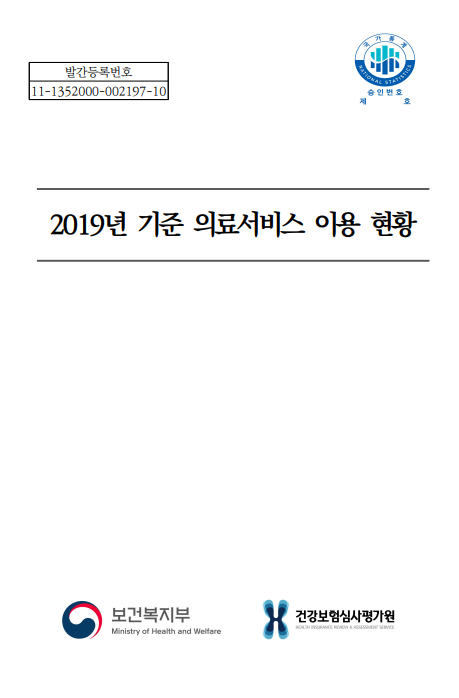 발간등록번호
11-1352000-002197-10
국가통계
NATIONAL STATISTICS
승인번호
제 호
2019년 기준 의료서비스 이용 현황
보건복지부
Ministry of Health and Welfare
건강보험심사평가원
HEALTH INSURANCE REVIEW & ASSESSMENT SERVICE